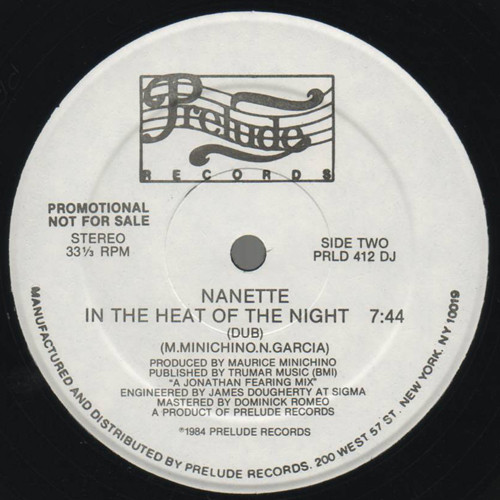 Prelude
RECORDS
PROMOTIONAL
NOT FOR SALE
STEREO
33⅓ RPM
SIDE TWO
PRLD 412 DJ
NANETTE
IN THE HEAT OF THE NIGHT 7:44
(DUB)
(M.MINICHINO.N.GARCIA)
PRODUCED BY MAURICE MINICHINO
PUBLISHED BY TRUMAR MUSIC (BMI)
"A JONATHAN FEARING MIX"
ENGINEERED BY JAMES DOUGHERTY AT SIGMA
MASTERED BY DOMINICK ROMEO
A PRODUCT OF PRELUDE RECORDS
℗1984 PRELUDE RECORDS
MANUFACTURED AND DISTRIBUTED BY PRELUDE RECORDS. 200 WEST 57 ST. NEW YORK. NY 10019